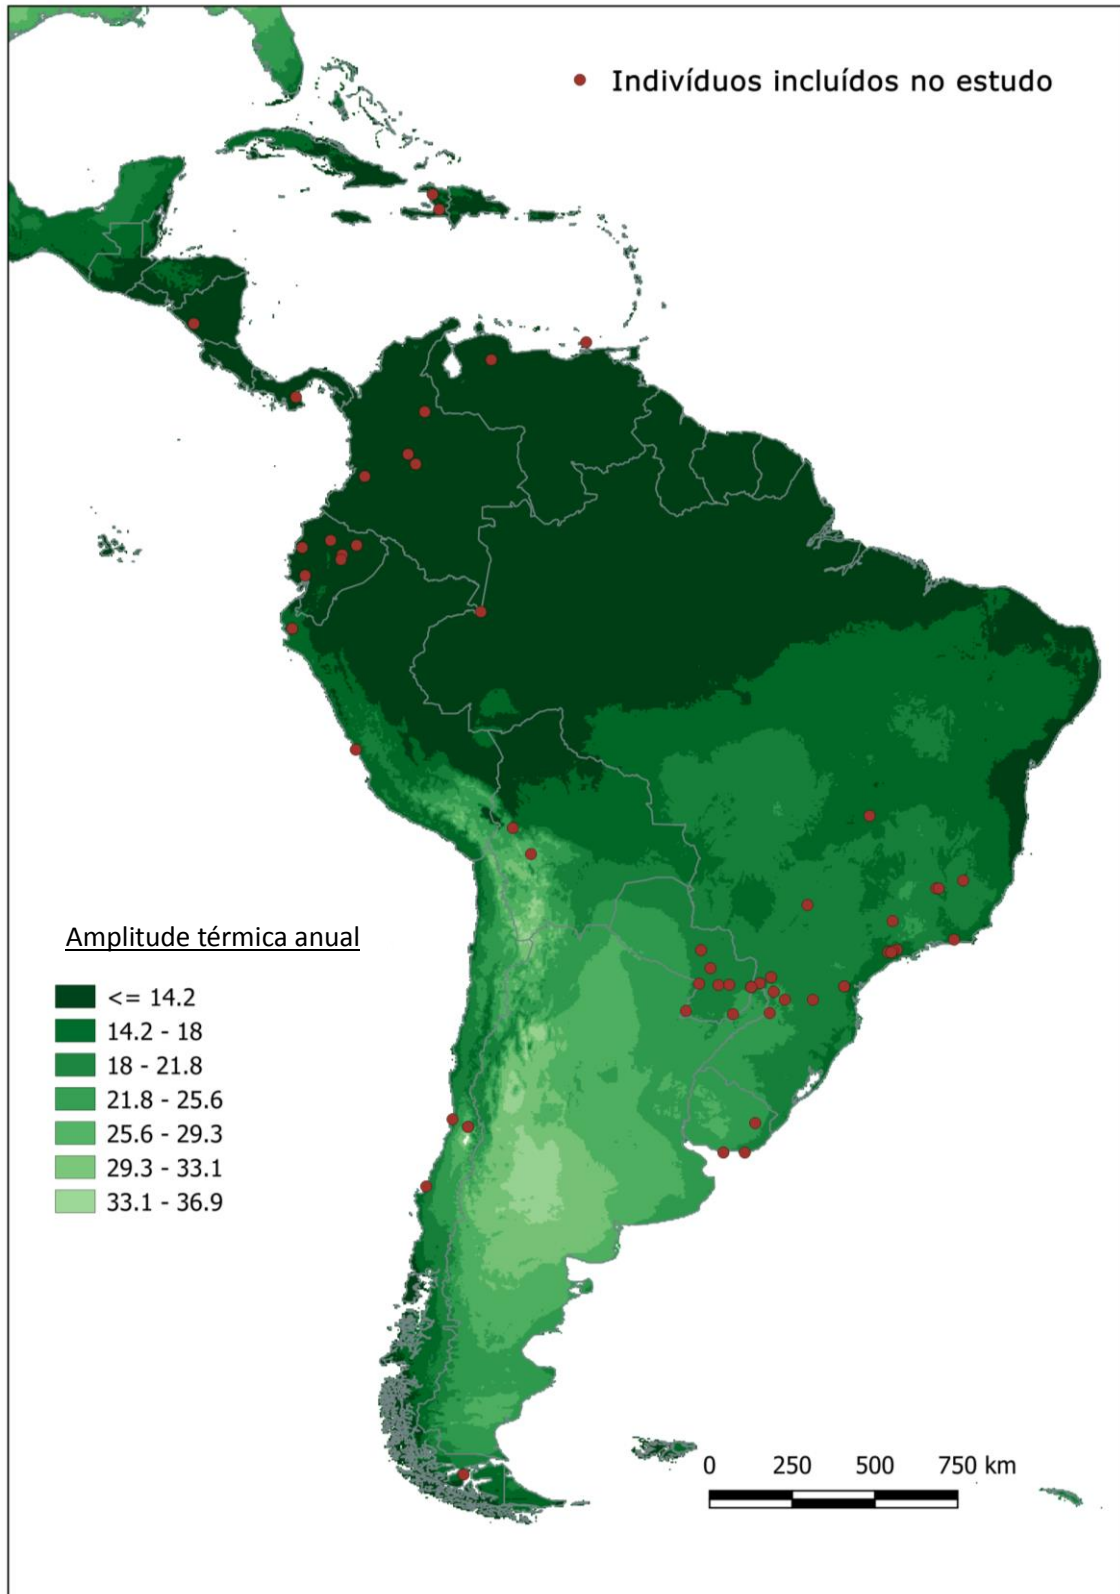 Indivíduos incluídos no estudo
Amplitude térmica anual
<= 14.2
14.2 - 18
18 - 21.8
21.8 - 25.6
25.6 - 29.3
29.3 - 33.1
33.1 - 36.9
0 250 500 750 km